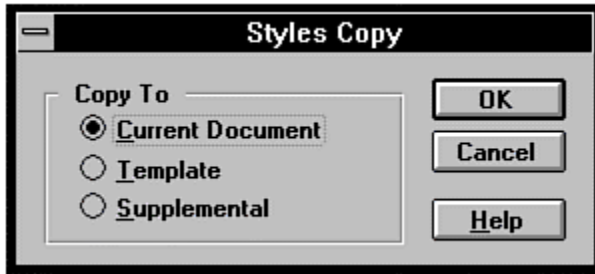 Styles Copy
Copy To
Current Document
Template
Supplemental
OK
Cancel
Help